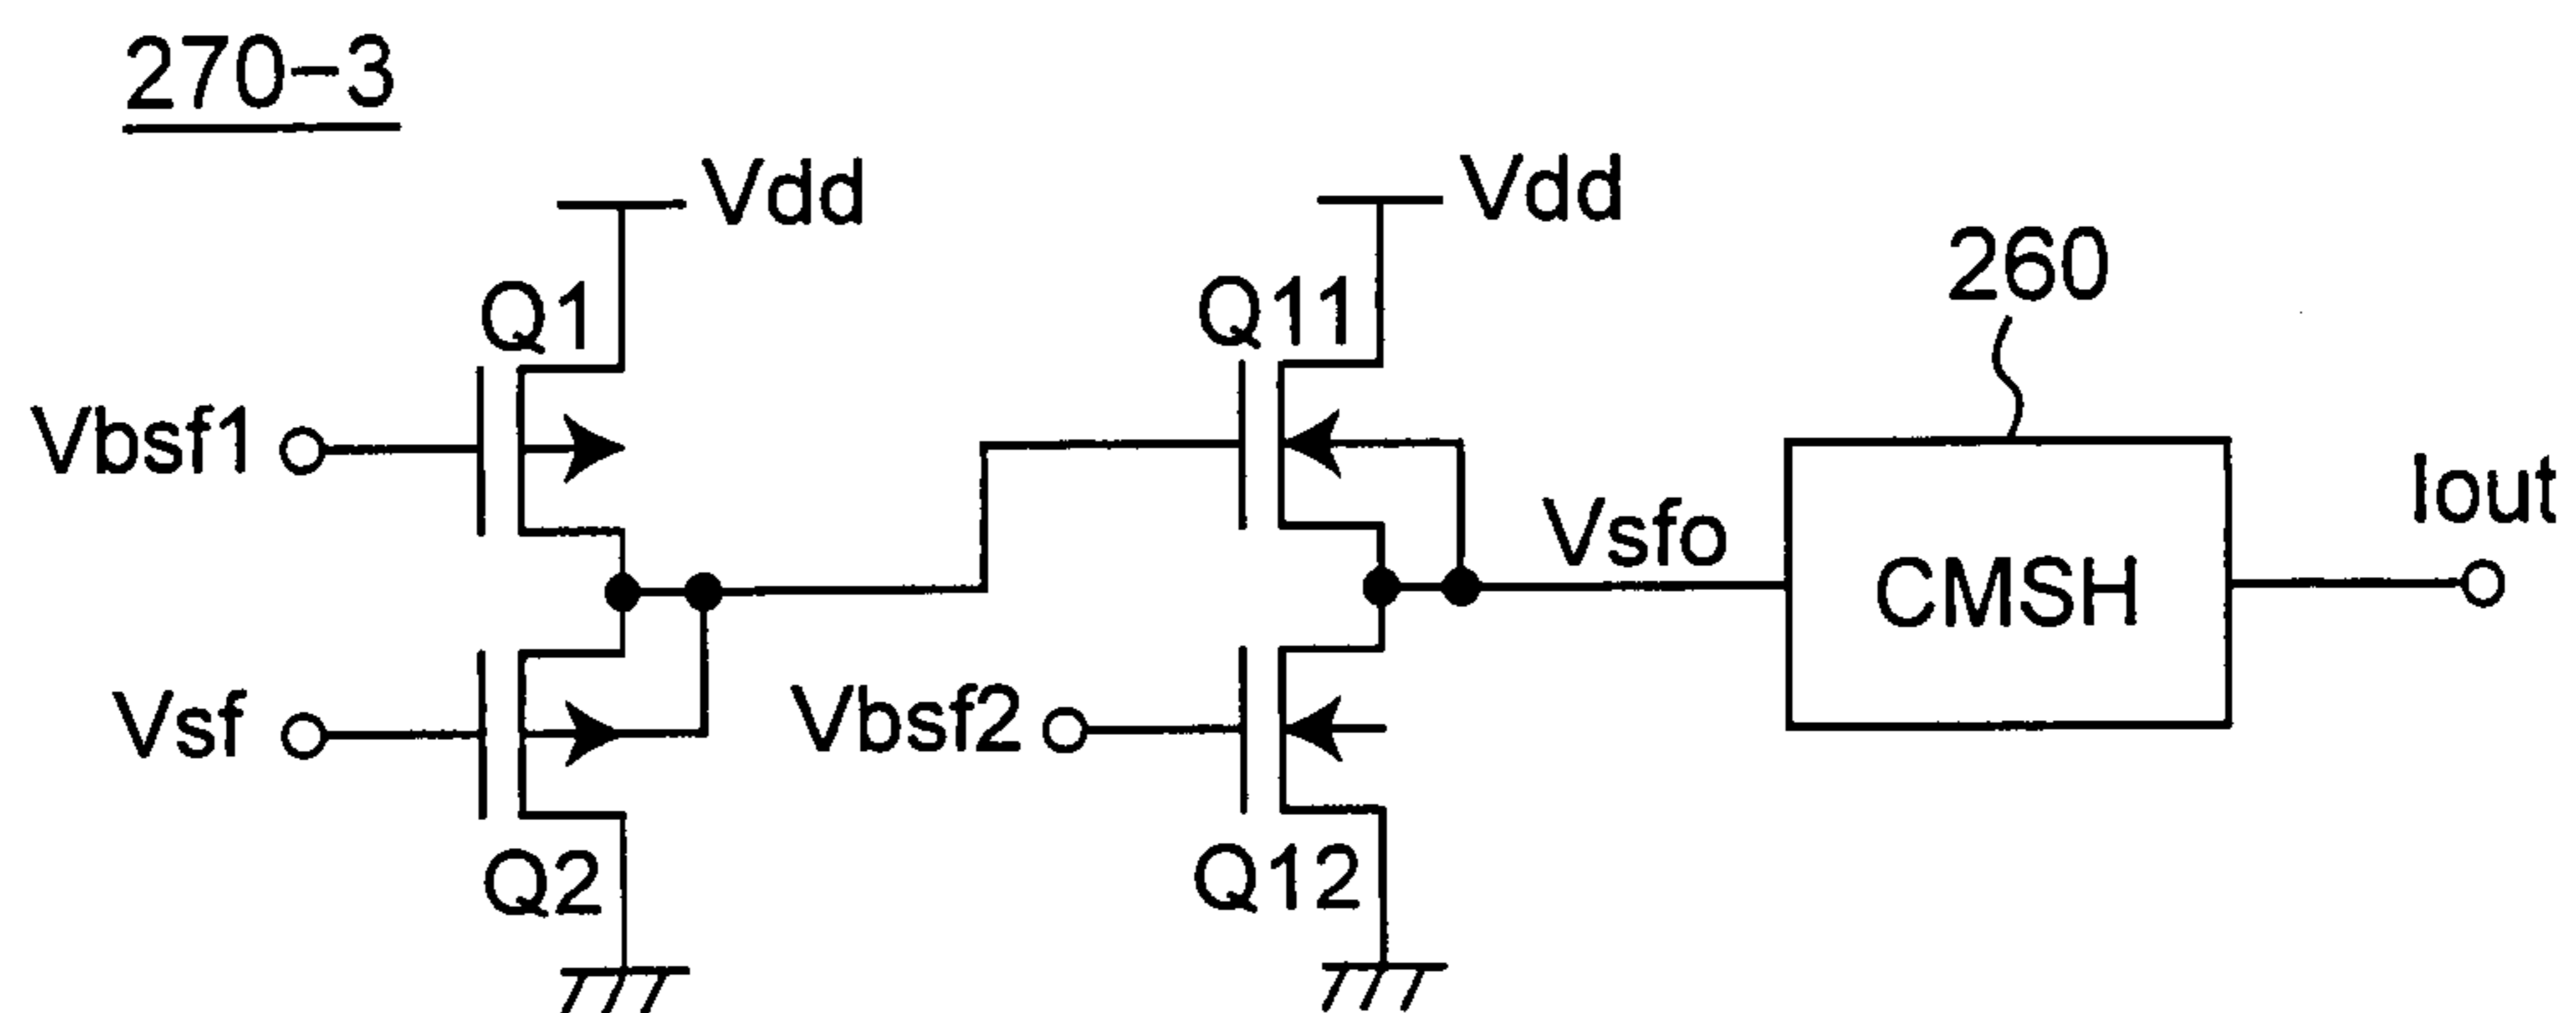 270-3
Vdd
Vdd
Q1
Q11
260
Vbsf1
Iout
Vsfo
CMSH
Vsf
Vbsf2
Q2
Q12